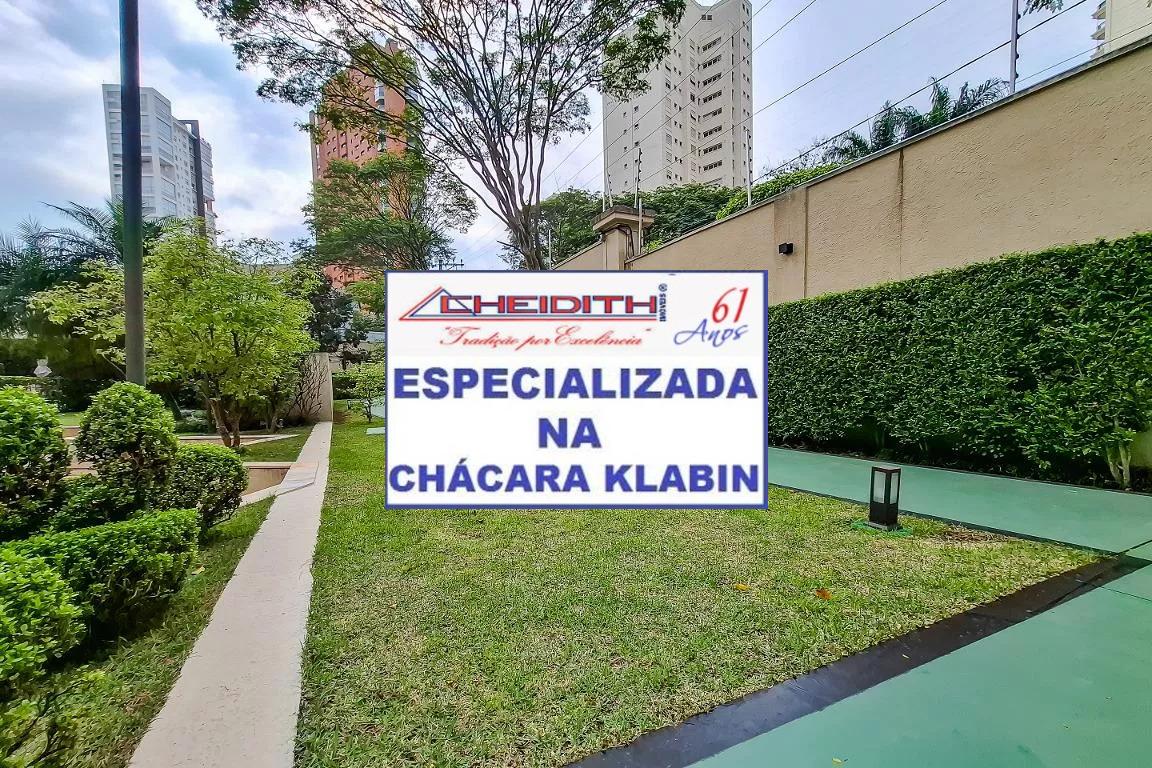 CHEIDITH IMÓVEIS ®
"Tradição por Excelência"
61
Anos
ESPECIALIZADA
NA
CHÁCARA KLABIN